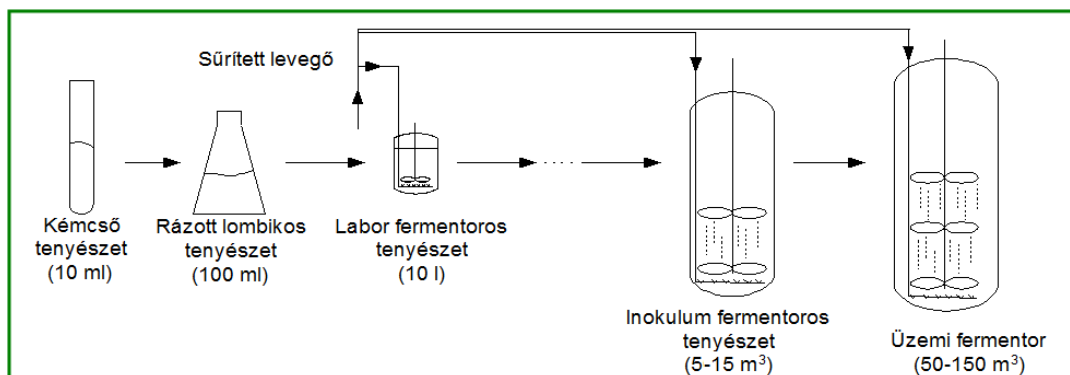 Sűrített levegő
Kémcső
tenyészet
(10 ml)
Rázott lombikos
tenyészet
(100 ml)
Labor fermentoros
tenyészet
(10 l)
Inokulum fermentoros
tenyészet
(5-15 m³)
Üzemi fermentor
(50-150 m³)